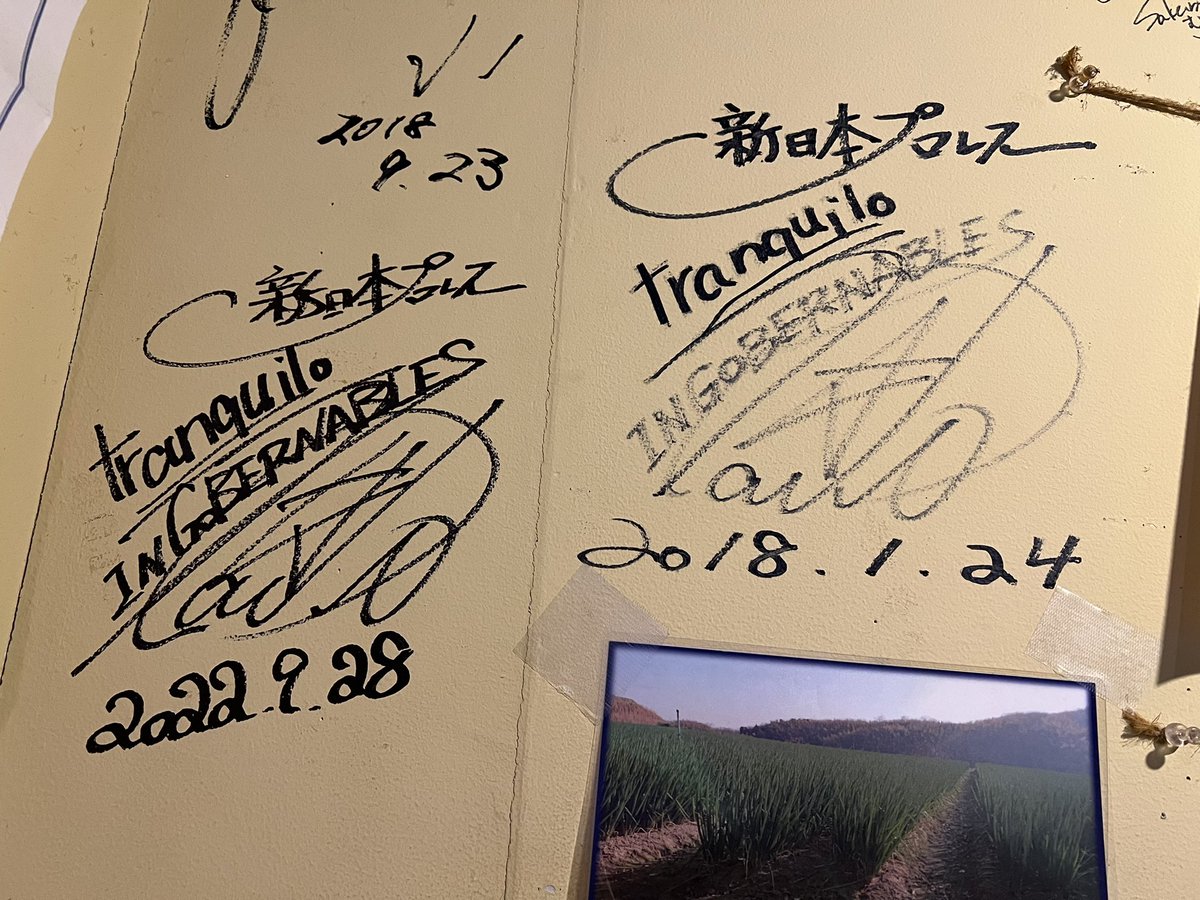 √1
2018
9.23
新日本プロレス
tranquilo
INGOBERNABLES
2022.9.28
新日本プロレス
tranquilo
INGOBERNABLES
2018.1.24